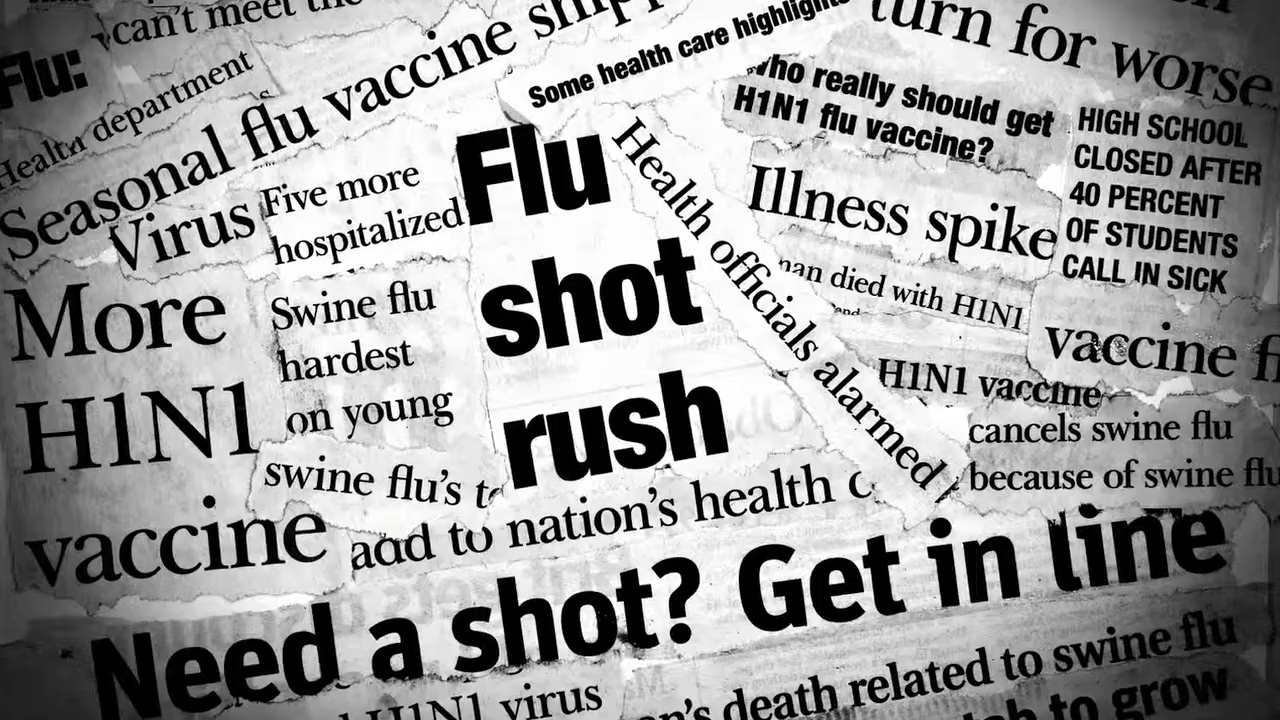 can't meet the
Flu:
Health department
Seasonal flu vaccine
Some health care highlights
turn for worse
Who really should get
H1N1 flu vaccine?
HIGH SCHOOL
CLOSED AFTER
40 PERCENT
OF STUDENTS
CALL IN SICK
Virus
Five more
hospitalized
Flu
shot
rush
Health officials alarmed
Illness spike
man died with H1N1
and
More
H1N1
vaccine
Swine flu
hardest
on young
vaccine
H1N1 vaccine
cancels swine flu
because of swine flu
swine flu's
add to nation's health
Need a shot? Get in line
H1N1 virus
death related to swine flu
to grow